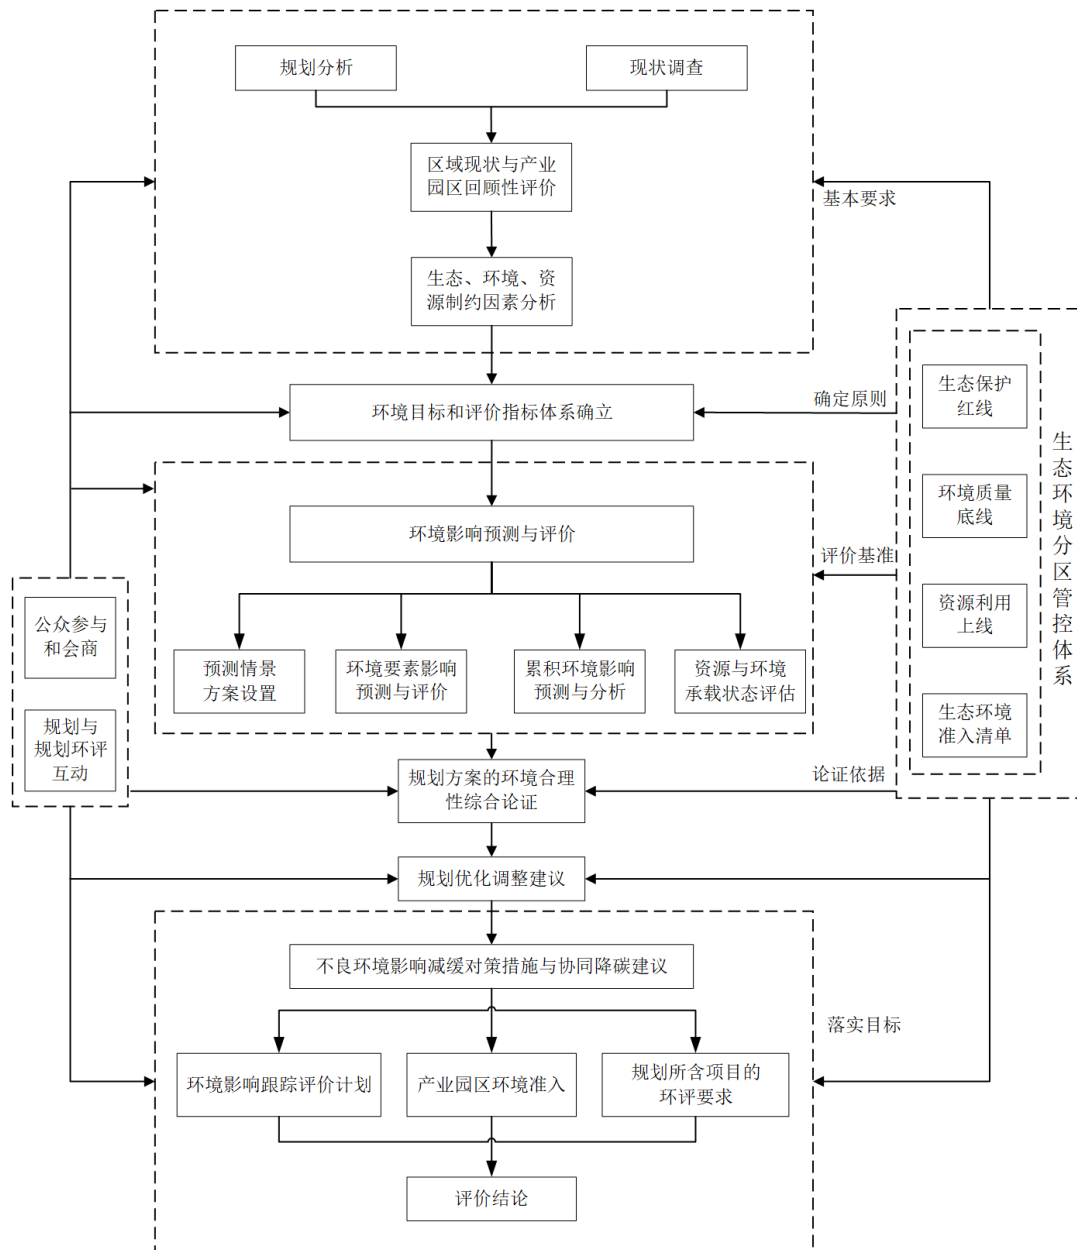 规划分析
现状调查
区域现状与产业
园区回顾性评价
基本要求
生态、环境、资
源制约因素分析
环境目标和评价指标体系确立
确定原则
生态保护
红线
环境质量
底线
资源利用
上线
生态环境
准入清单
生态环境分区管控体系
环境影响预测与评价
评价基准
预测情景
方案设置
环境要素影响
预测与评价
累积环境影响
预测与分析
资源与环境
承载状态评估
公众参与
和会商
规划与
规划环评
互动
规划方案的环境合理
性综合论证
论证依据
规划优化调整建议
不良环境影响减缓对策措施与协同降碳建议
落实目标
环境影响跟踪评价计划
产业园区环境准入
规划所含项目的
环评要求
评价结论